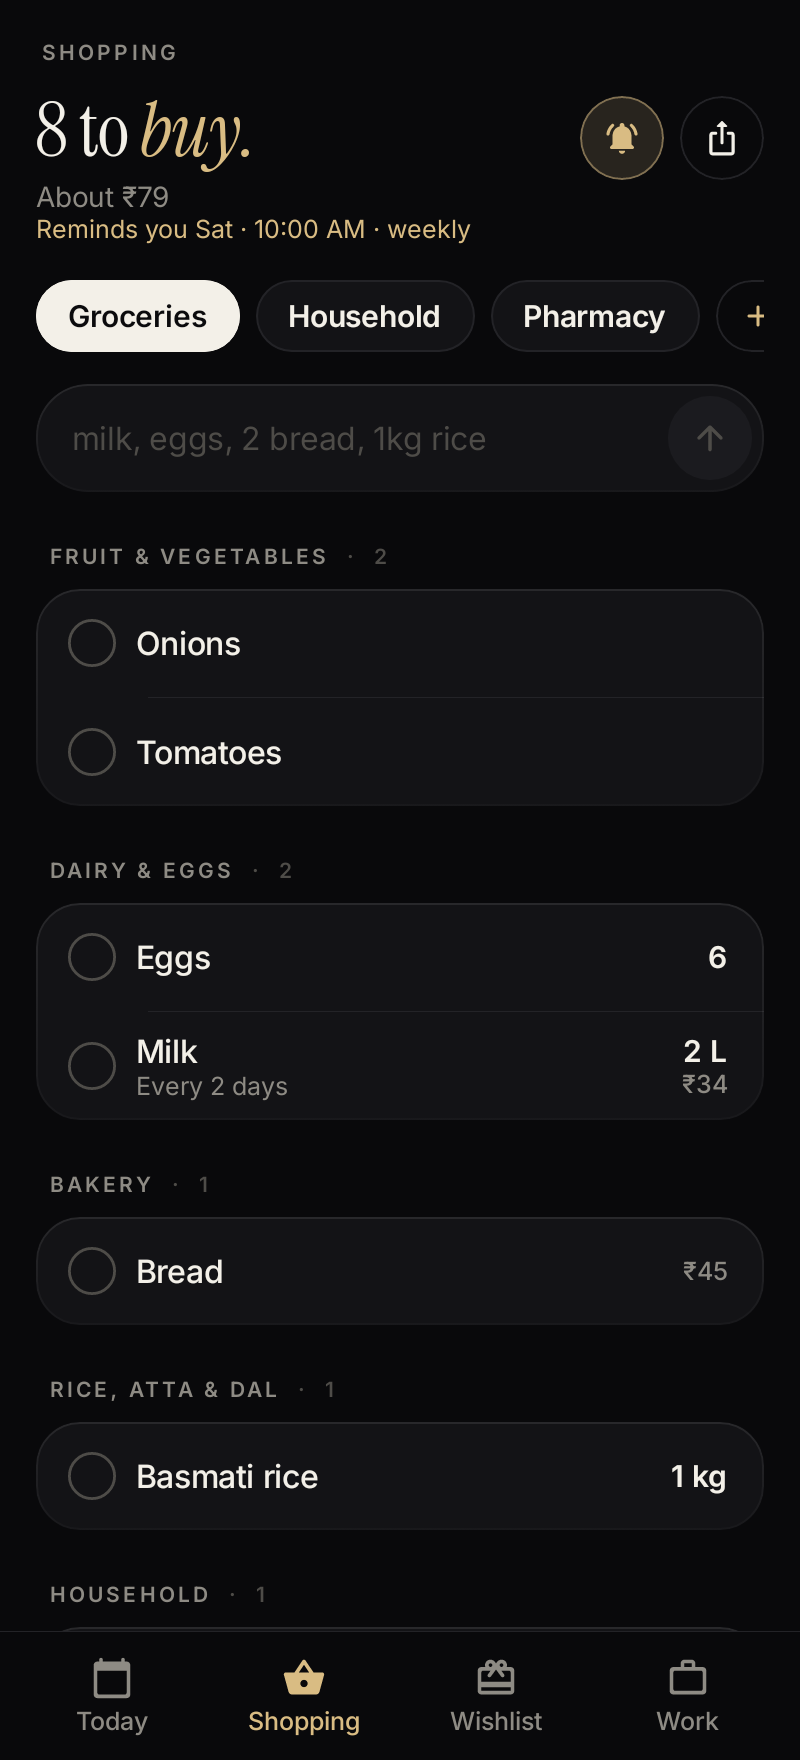 SHOPPING
8 to buy.
About ₹79
Reminds you Sat · 10:00 AM · weekly
Groceries Household Pharmacy +
milk, eggs, 2 bread, 1kg rice
FRUIT & VEGETABLES · 2
Onions
Tomatoes
DAIRY & EGGS · 2
Eggs 6
Milk 2 L
Every 2 days ₹34
BAKERY · 1
Bread ₹45
RICE, ATTA & DAL · 1
Basmati rice 1 kg
HOUSEHOLD · 1
Today Shopping Wishlist Work